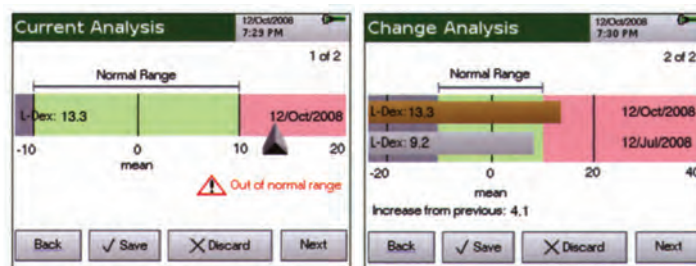 Current Analysis
12/Oct/2008
7:29 PM
1 of 2
Normal Range
L-Dex: 13.3
12/Oct/2008
-10 0 10 20
mean
Out of normal range
Back
Save
Discard
Next
Change Analysis
12/Oct/2008
7:30 PM
2 of 2
Normal Range
L-Dex: 13.3
12/Oct/2008
L-Dex: 9.2
12/Jul/2008
-20 0 20 40
mean
Increase from previous: 4.1
Back
Save
Discard
Next